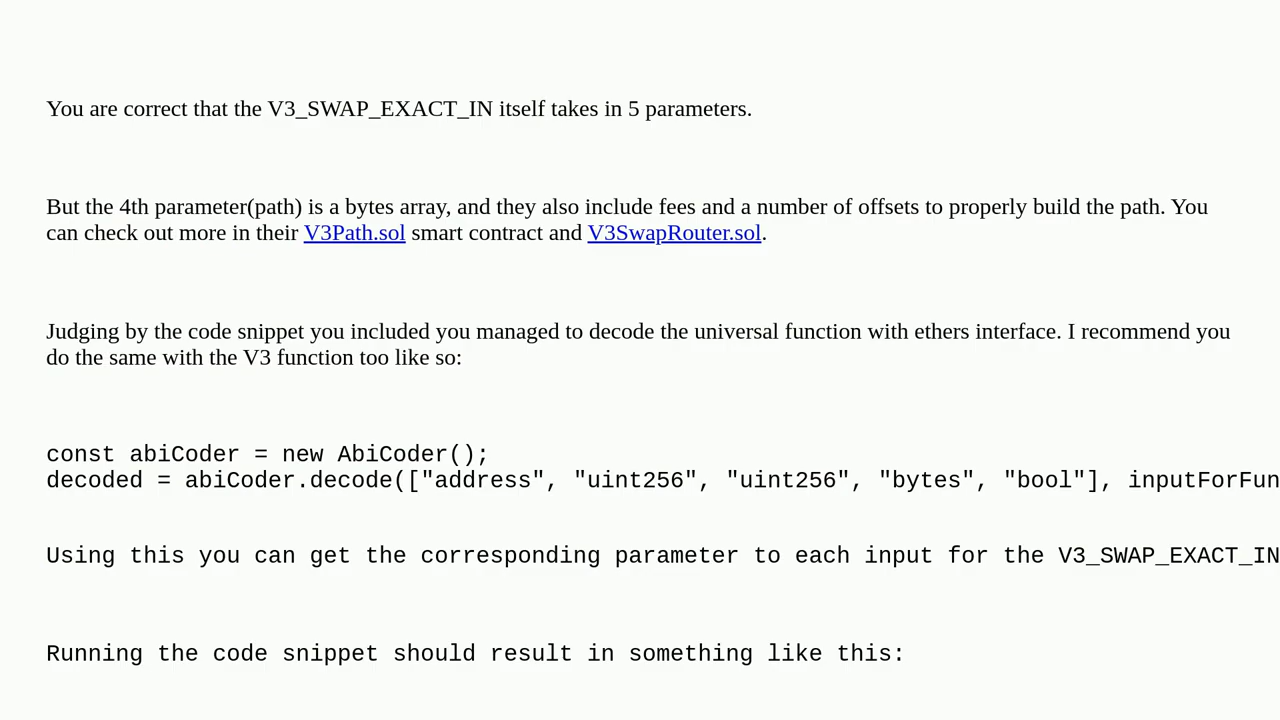 You are correct that the V3_SWAP_EXACT_IN itself takes in 5 parameters.
But the 4th parameter(path) is a bytes array, and they also include fees and a number of offsets to properly build the path. You
can check out more in their V3Path.sol smart contract and V3SwapRouter.sol.
Judging by the code snippet you included you managed to decode the universal function with ethers interface. I recommend you
do the same with the V3 function too like so:
const abiCoder = new AbiCoder();
decoded = abiCoder.decode(["address", "uint256", "uint256", "bytes", "bool"], inputForFun
Using this you can get the corresponding parameter to each input for the V3_SWAP_EXACT_IN
Running the code snippet should result in something like this: